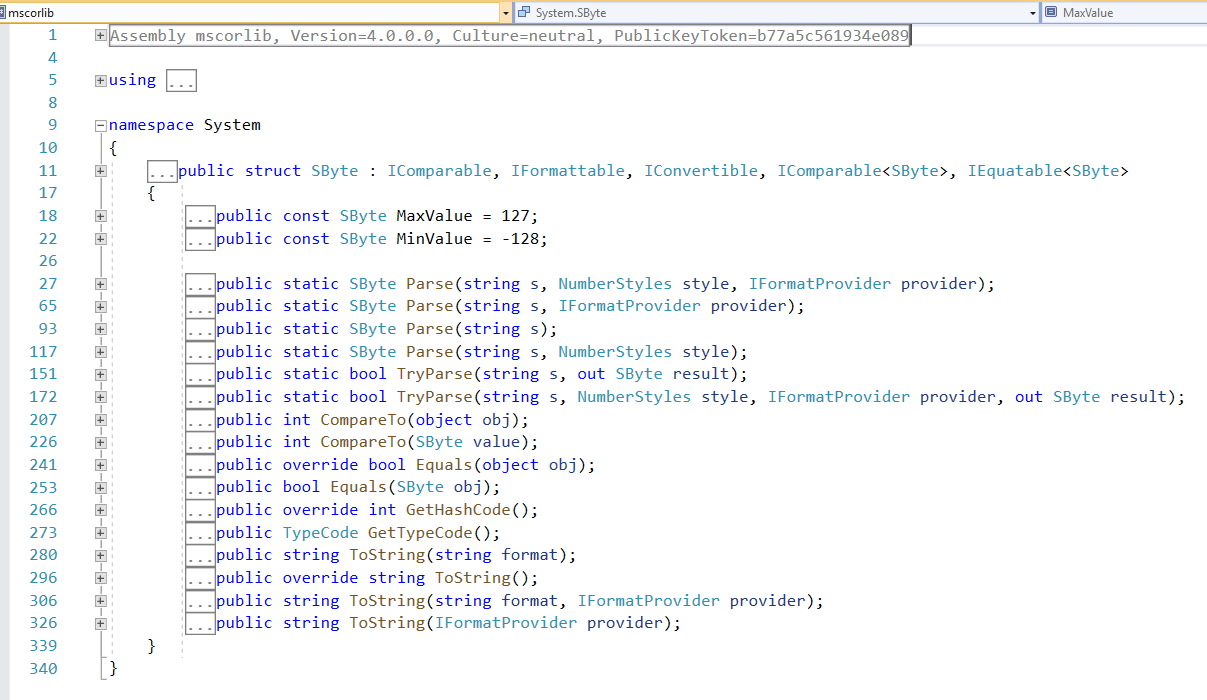 mscorlib System.SByte MaxValue
1 Assembly mscorlib, Version=4.0.0.0, Culture=neutral, PublicKeyToken=b77a5c561934e089
4
5 using ...
8
9 namespace System
10 {
11 ...public struct SByte : IComparable, IFormattable, IConvertible, IComparable<SByte>, IEquatable<SByte>
17 {
18 ...public const SByte MaxValue = 127;
22 ...public const SByte MinValue = -128;
26
27 ...public static SByte Parse(string s, NumberStyles style, IFormatProvider provider);
65 ...public static SByte Parse(string s, IFormatProvider provider);
93 ...public static SByte Parse(string s);
117 ...public static SByte Parse(string s, NumberStyles style);
151 ...public static bool TryParse(string s, out SByte result);
172 ...public static bool TryParse(string s, NumberStyles style, IFormatProvider provider, out SByte result);
207 ...public int CompareTo(object obj);
226 ...public int CompareTo(SByte value);
241 ...public override bool Equals(object obj);
253 ...public bool Equals(SByte obj);
266 ...public override int GetHashCode();
273 ...public TypeCode GetTypeCode();
280 ...public string ToString(string format);
296 ...public override string ToString();
306 ...public string ToString(string format, IFormatProvider provider);
326 ...public string ToString(IFormatProvider provider);
339 }
340 }